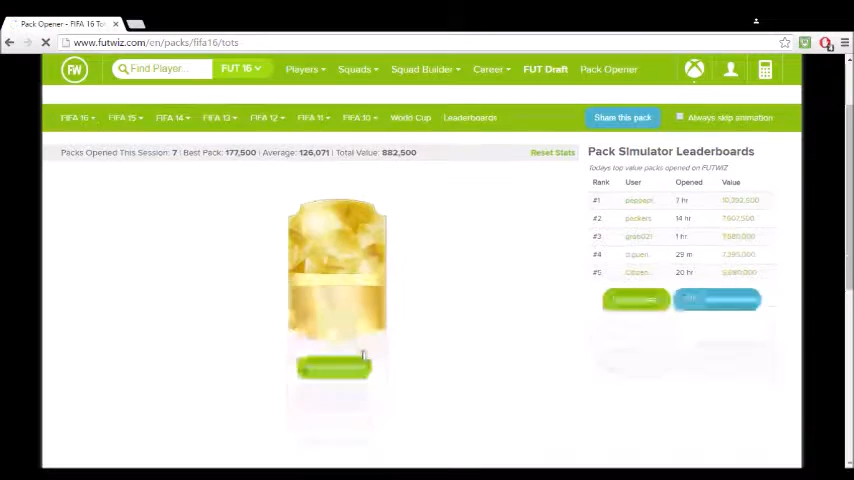 Pack Opener - FIFA 16 Tot
www.futwiz.com/en/packs/fifa16/tots
FW Find Player... FUT 16 Players Squads Squad Builder Career FUT Draft Pack Opener
FIFA 16 FIFA 15 FIFA 14 FIFA 13 FIFA 12 FIFA 11 FIFA 10 World Cup Leaderboards Share this pack Always skip animation
Packs Opened This Session: 7 | Best Pack: 177,500 | Average: 126,071 | Total Value: 882,500 Reset Stats
Pack Simulator Leaderboards
Todays top value packs opened on FUTWIZ
Rank User Opened Value
#1 7 hr
#2 14 hr
#3 1 hr
#4 29 m
#5 20 hr